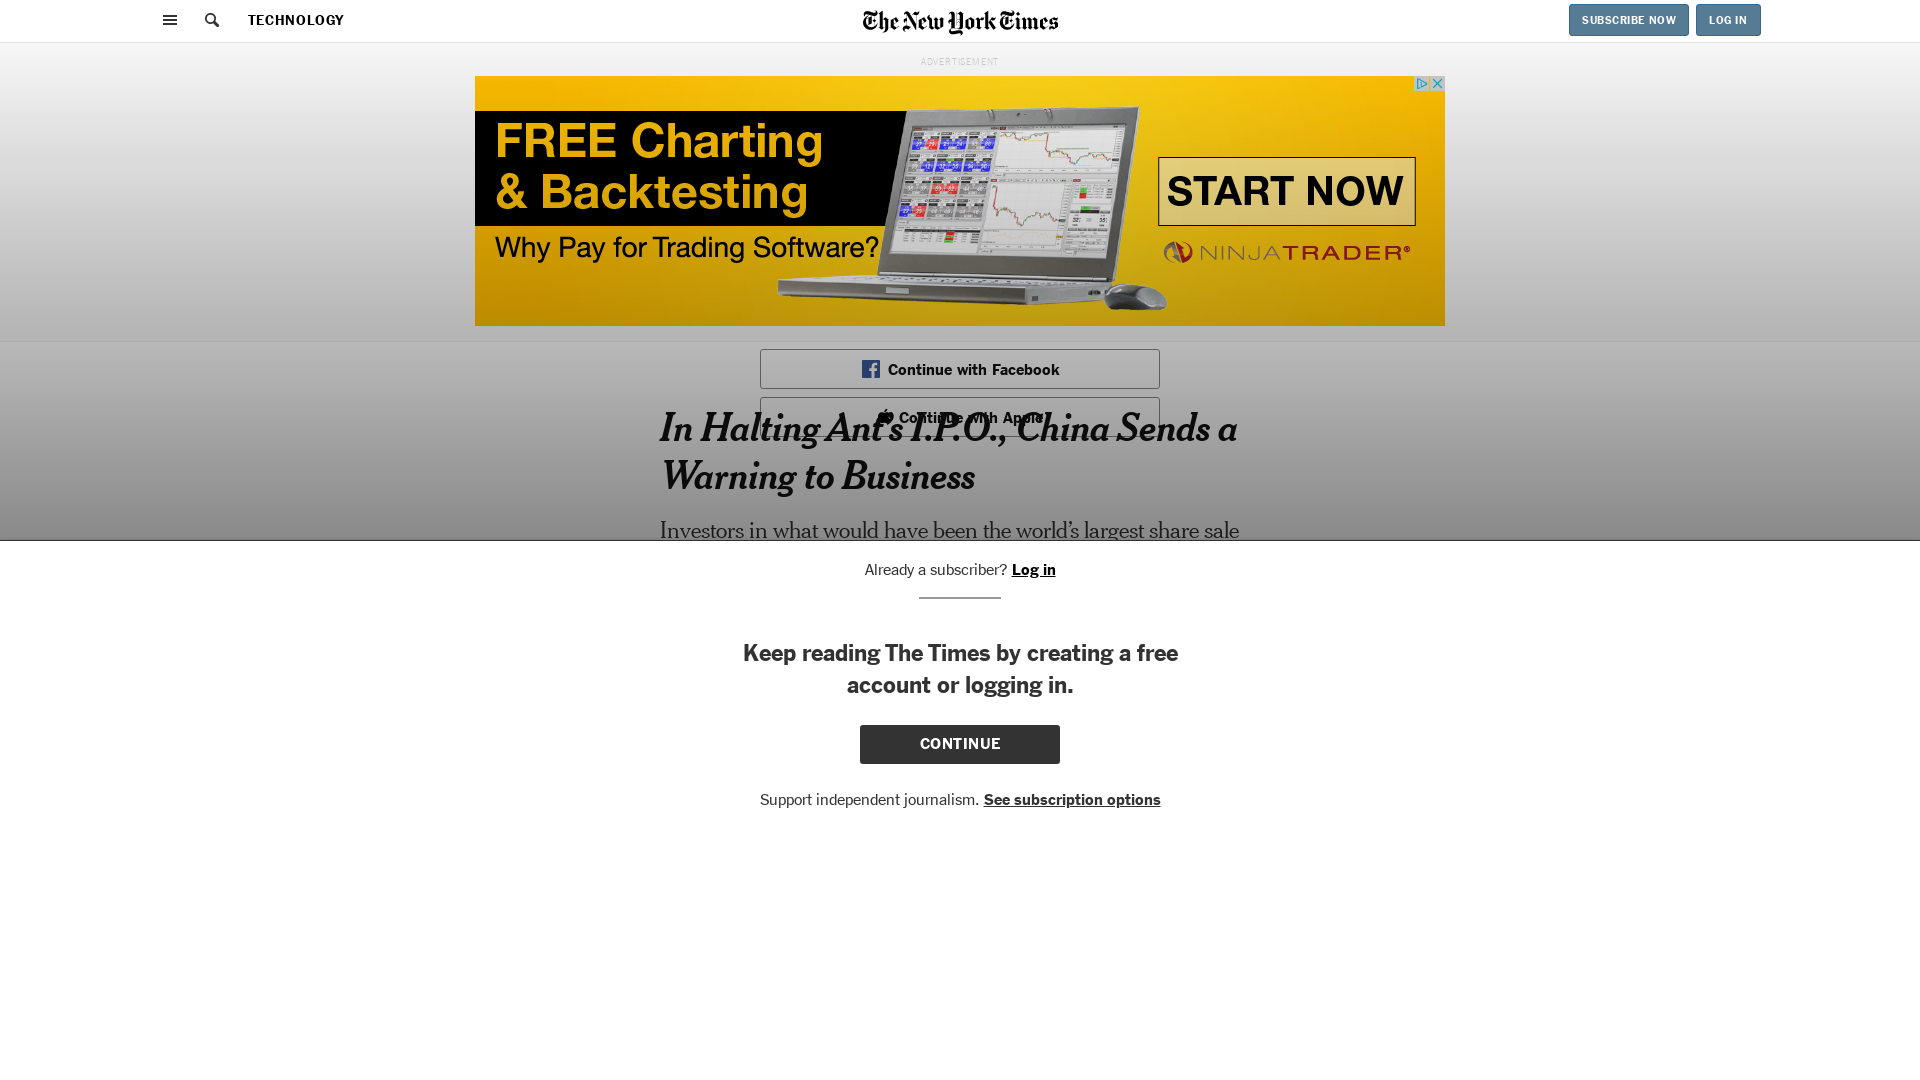 TECHNOLOGY
The New York Times
SUBSCRIBE NOW
LOG IN
ADVERTISEMENT
FREE Charting
& Backtesting
Why Pay for Trading Software?
START NOW
NINJATRADER®
Continue with Facebook
Continue with Apple
In Halting Ant's I.P.O., China Sends a
Warning to Business
Investors in what would have been the world's largest share sale
Already a subscriber? Log in
Keep reading The Times by creating a free
account or logging in.
CONTINUE
Support independent journalism. See subscription options